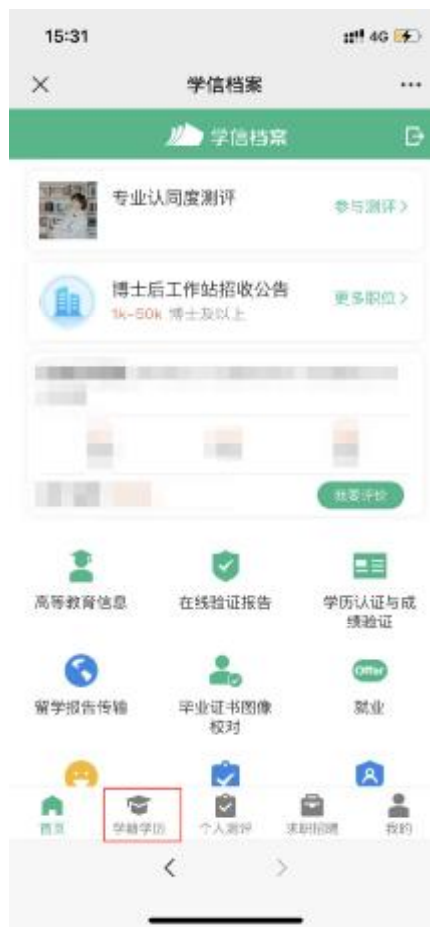 15:31
4G
学信档案
学信档案
专业认同度测评
参与测评>
博士后工作站招收公告
1k-50k 博士及以上
更多职位>
我要评价
高等教育信息
在线验证报告
学历认证与成
绩验证
留学报告传输
毕业证书图像
校对
Offer
就业
首页
学籍学历
个人测评
求职招聘
我的